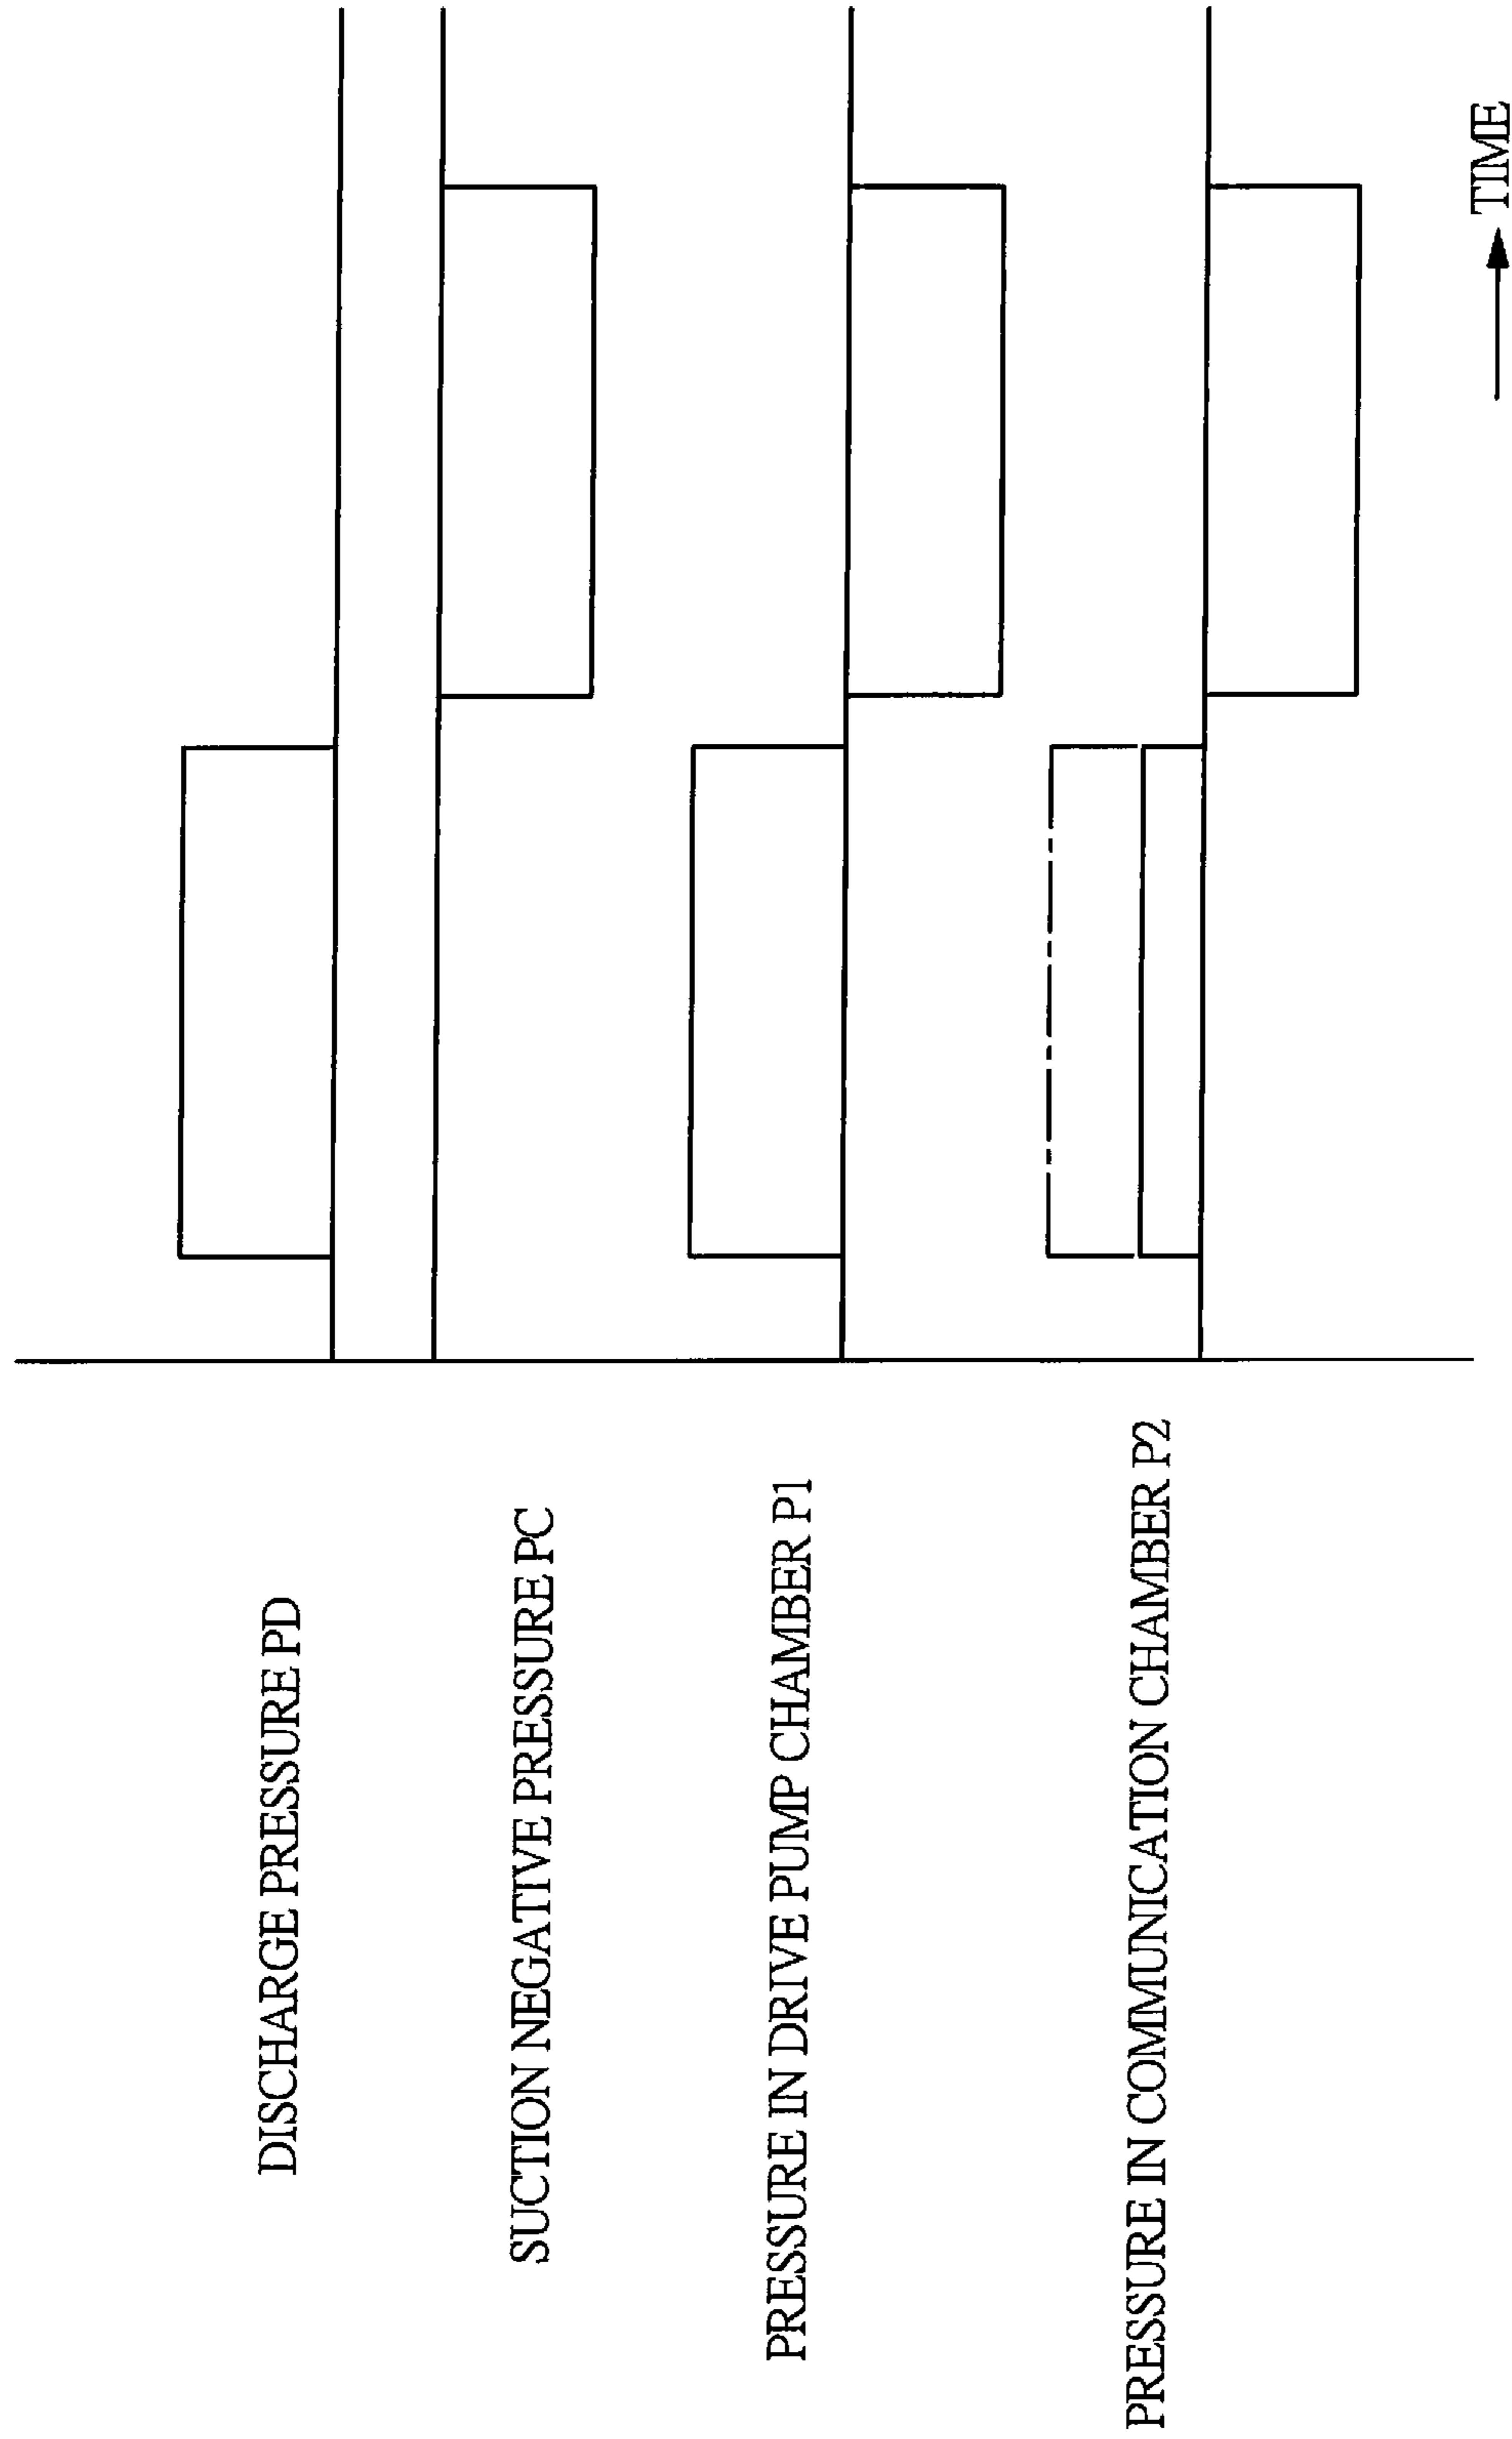 DISCHARGE PRESSURE PD
SUCTION NEGATIVE PRESSURE PC
PRESSURE IN DRIVE PUMP CHAMBER P1
PRESSURE IN COMMUNICATION CHAMBER P2
TIME